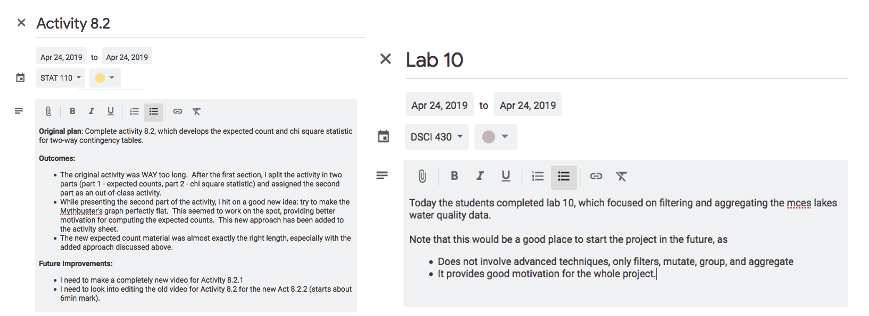 Activity 8.2
Apr 24, 2019 to Apr 24, 2019
STAT 110
B I U
Original plan: Complete activity 8.2, which develops the expected count and chi square statistic
for two-way contingency tables.
Outcomes:
• The original activity was WAY too long. After the first section, I split the activity in two
parts (part 1 - expected counts, part 2 - chi square statistic) and assigned the second
part as an out-of-class activity.
• While presenting the second part of the activity, I hit on a good new idea: try to make the
Mythbuster's graph perfectly flat. This seemed to work on the spot, providing better
motivation for computing the expected counts. This new approach has been added to
the activity sheet.
• The new expected count material was almost exactly the right length, especially with the
added approach discussed above.
Future Improvements:
• I need to make a completely new video for Activity 8.2.1
• I need to look into editing the old video for Activity 8.2 for the new Act 8.2.2 (starts about
6min mark).
Lab 10
Apr 24, 2019 to Apr 24, 2019
DSCI 430
B I U
Today the students completed lab 10, which focused on filtering and aggregating the mces lakes
water quality data.
Note that this would be a good place to start the project in the future, as
• Does not involve advanced techniques, only filters, mutate, group, and aggregate
• It provides good motivation for the whole project.